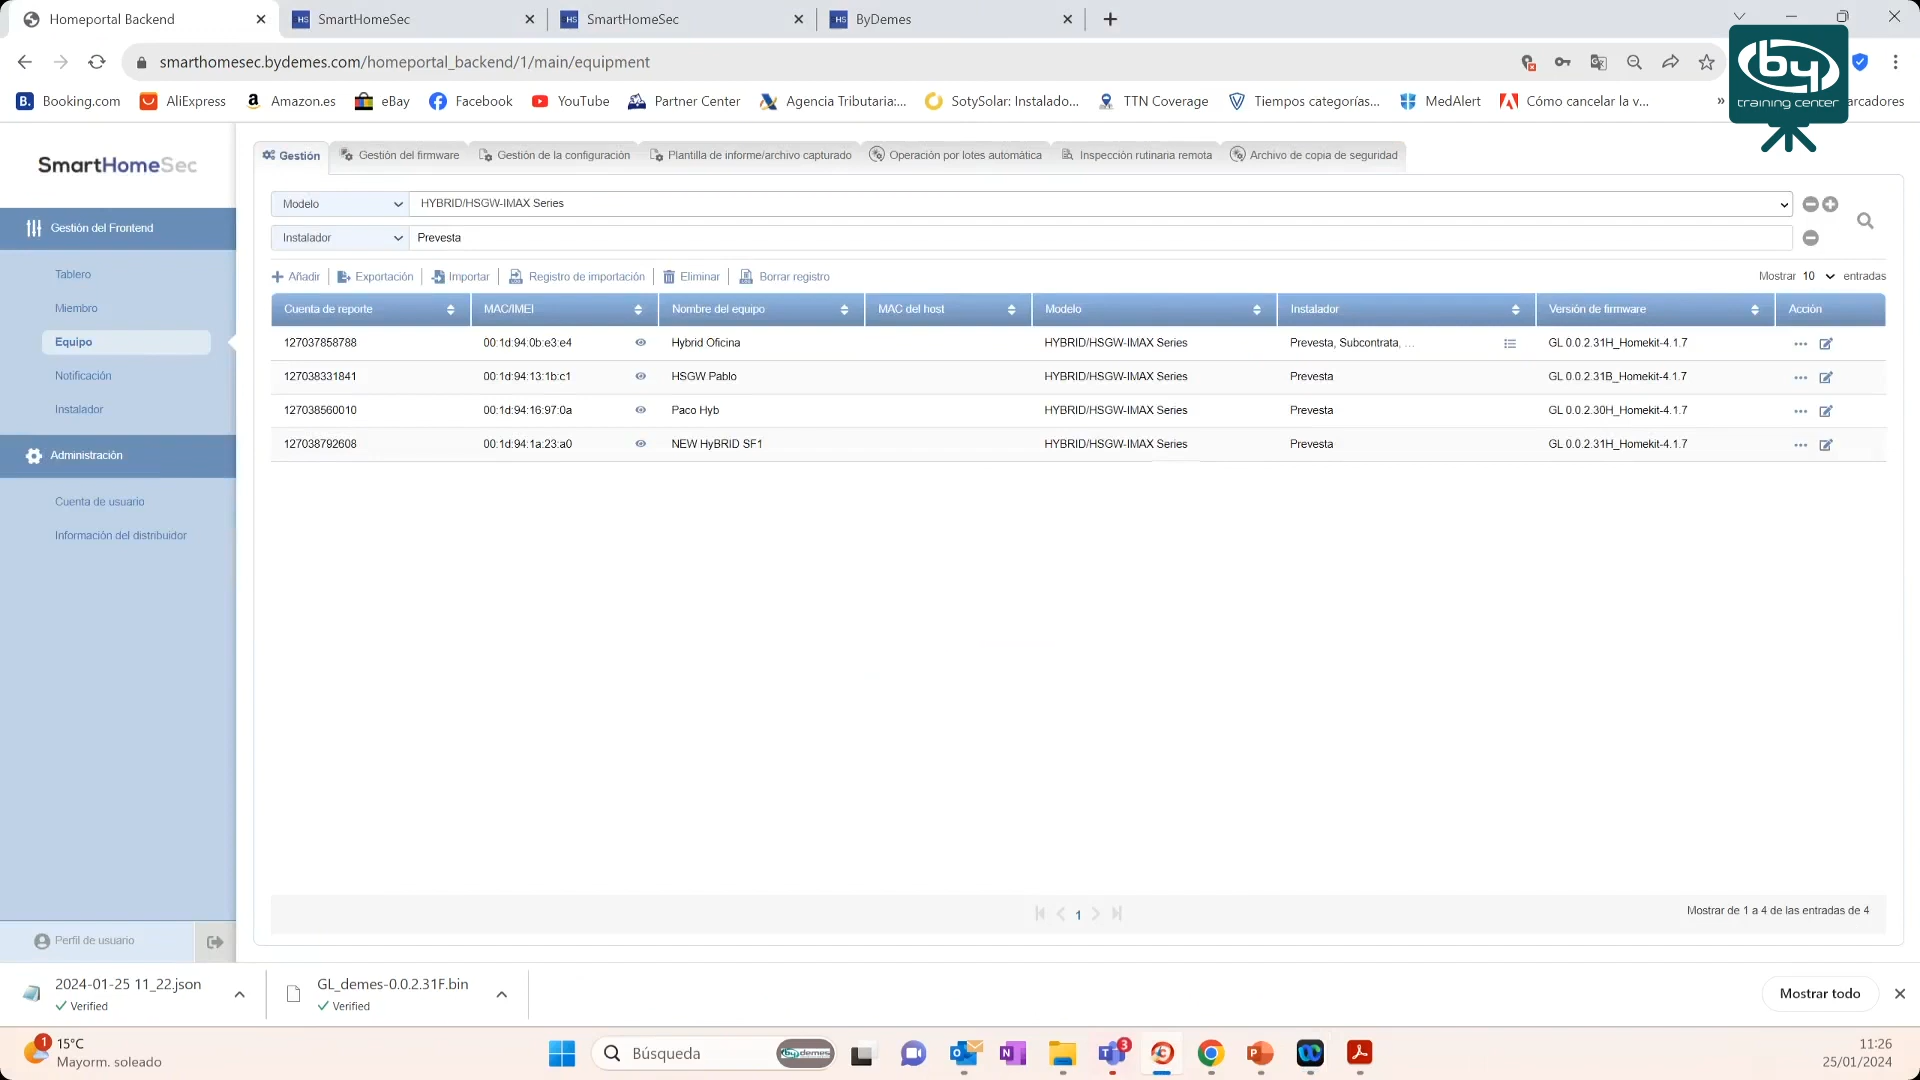 Homeportal Backend
SmartHomeSec
SmartHomeSec
ByDemes
smarthomesec.bydemes.com/homeportal_backend/1/main/equipment
by
training center
Booking.com
AliExpress
Amazon.es
eBay
Facebook
YouTube
Partner Center
Agencia Tributaria:...
SotySolar: Instalado...
TTN Coverage
Tiempos categorías...
MedAlert
Cómo cancelar la v...
»
arcadores
SmartHomeSec
Gestión del Frontend
Tablero
Miembro
Equipo
Notificación
Instalador
Administración
Cuenta de usuario
Información del distribuidor
Perfil de usuario
Gestión
Gestión del firmware
Gestión de la configuración
Plantilla de informe/archivo capturado
Operación por lotes automática
Inspección rutinaria remota
Archivo de copia de seguridad
Modelo HYBRID/HSGW-IMAX Series
Instalador Prevesta
Añadir Exportación Importar Registro de importación Eliminar Borrar registro Mostrar 10 entradas
Cuenta de reporte MAC/IMEI Nombre del equipo MAC del host Modelo Instalador Versión de firmware Acción
127037858788 00:1d:94:0b:e3:e4 Hybrid Oficina HYBRID/HSGW-IMAX Series Prevesta, Subcontrata, ... GL 0.0.2.31H_Homekit-4.1.7
127038331841 00:1d:94:13:1b:c1 HSGW Pablo HYBRID/HSGW-IMAX Series Prevesta GL 0.0.2.31B_Homekit-4.1.7
127038560010 00:1d:94:16:97:0a Paco Hyb HYBRID/HSGW-IMAX Series Prevesta GL 0.0.2.30H_Homekit-4.1.7
127038792608 00:1d:94:1a:23:a0 NEW HyBRID SF1 HYBRID/HSGW-IMAX Series Prevesta GL 0.0.2.31H_Homekit-4.1.7
1
Mostrar de 1 a 4 de las entradas de 4
2024-01-25 11_22.json
Verified
GL_demes-0.0.2.31F.bin
Verified
Mostrar todo
1
15°C
Mayorm. soleado
Búsqueda
by demes
3
11:26
25/01/2024